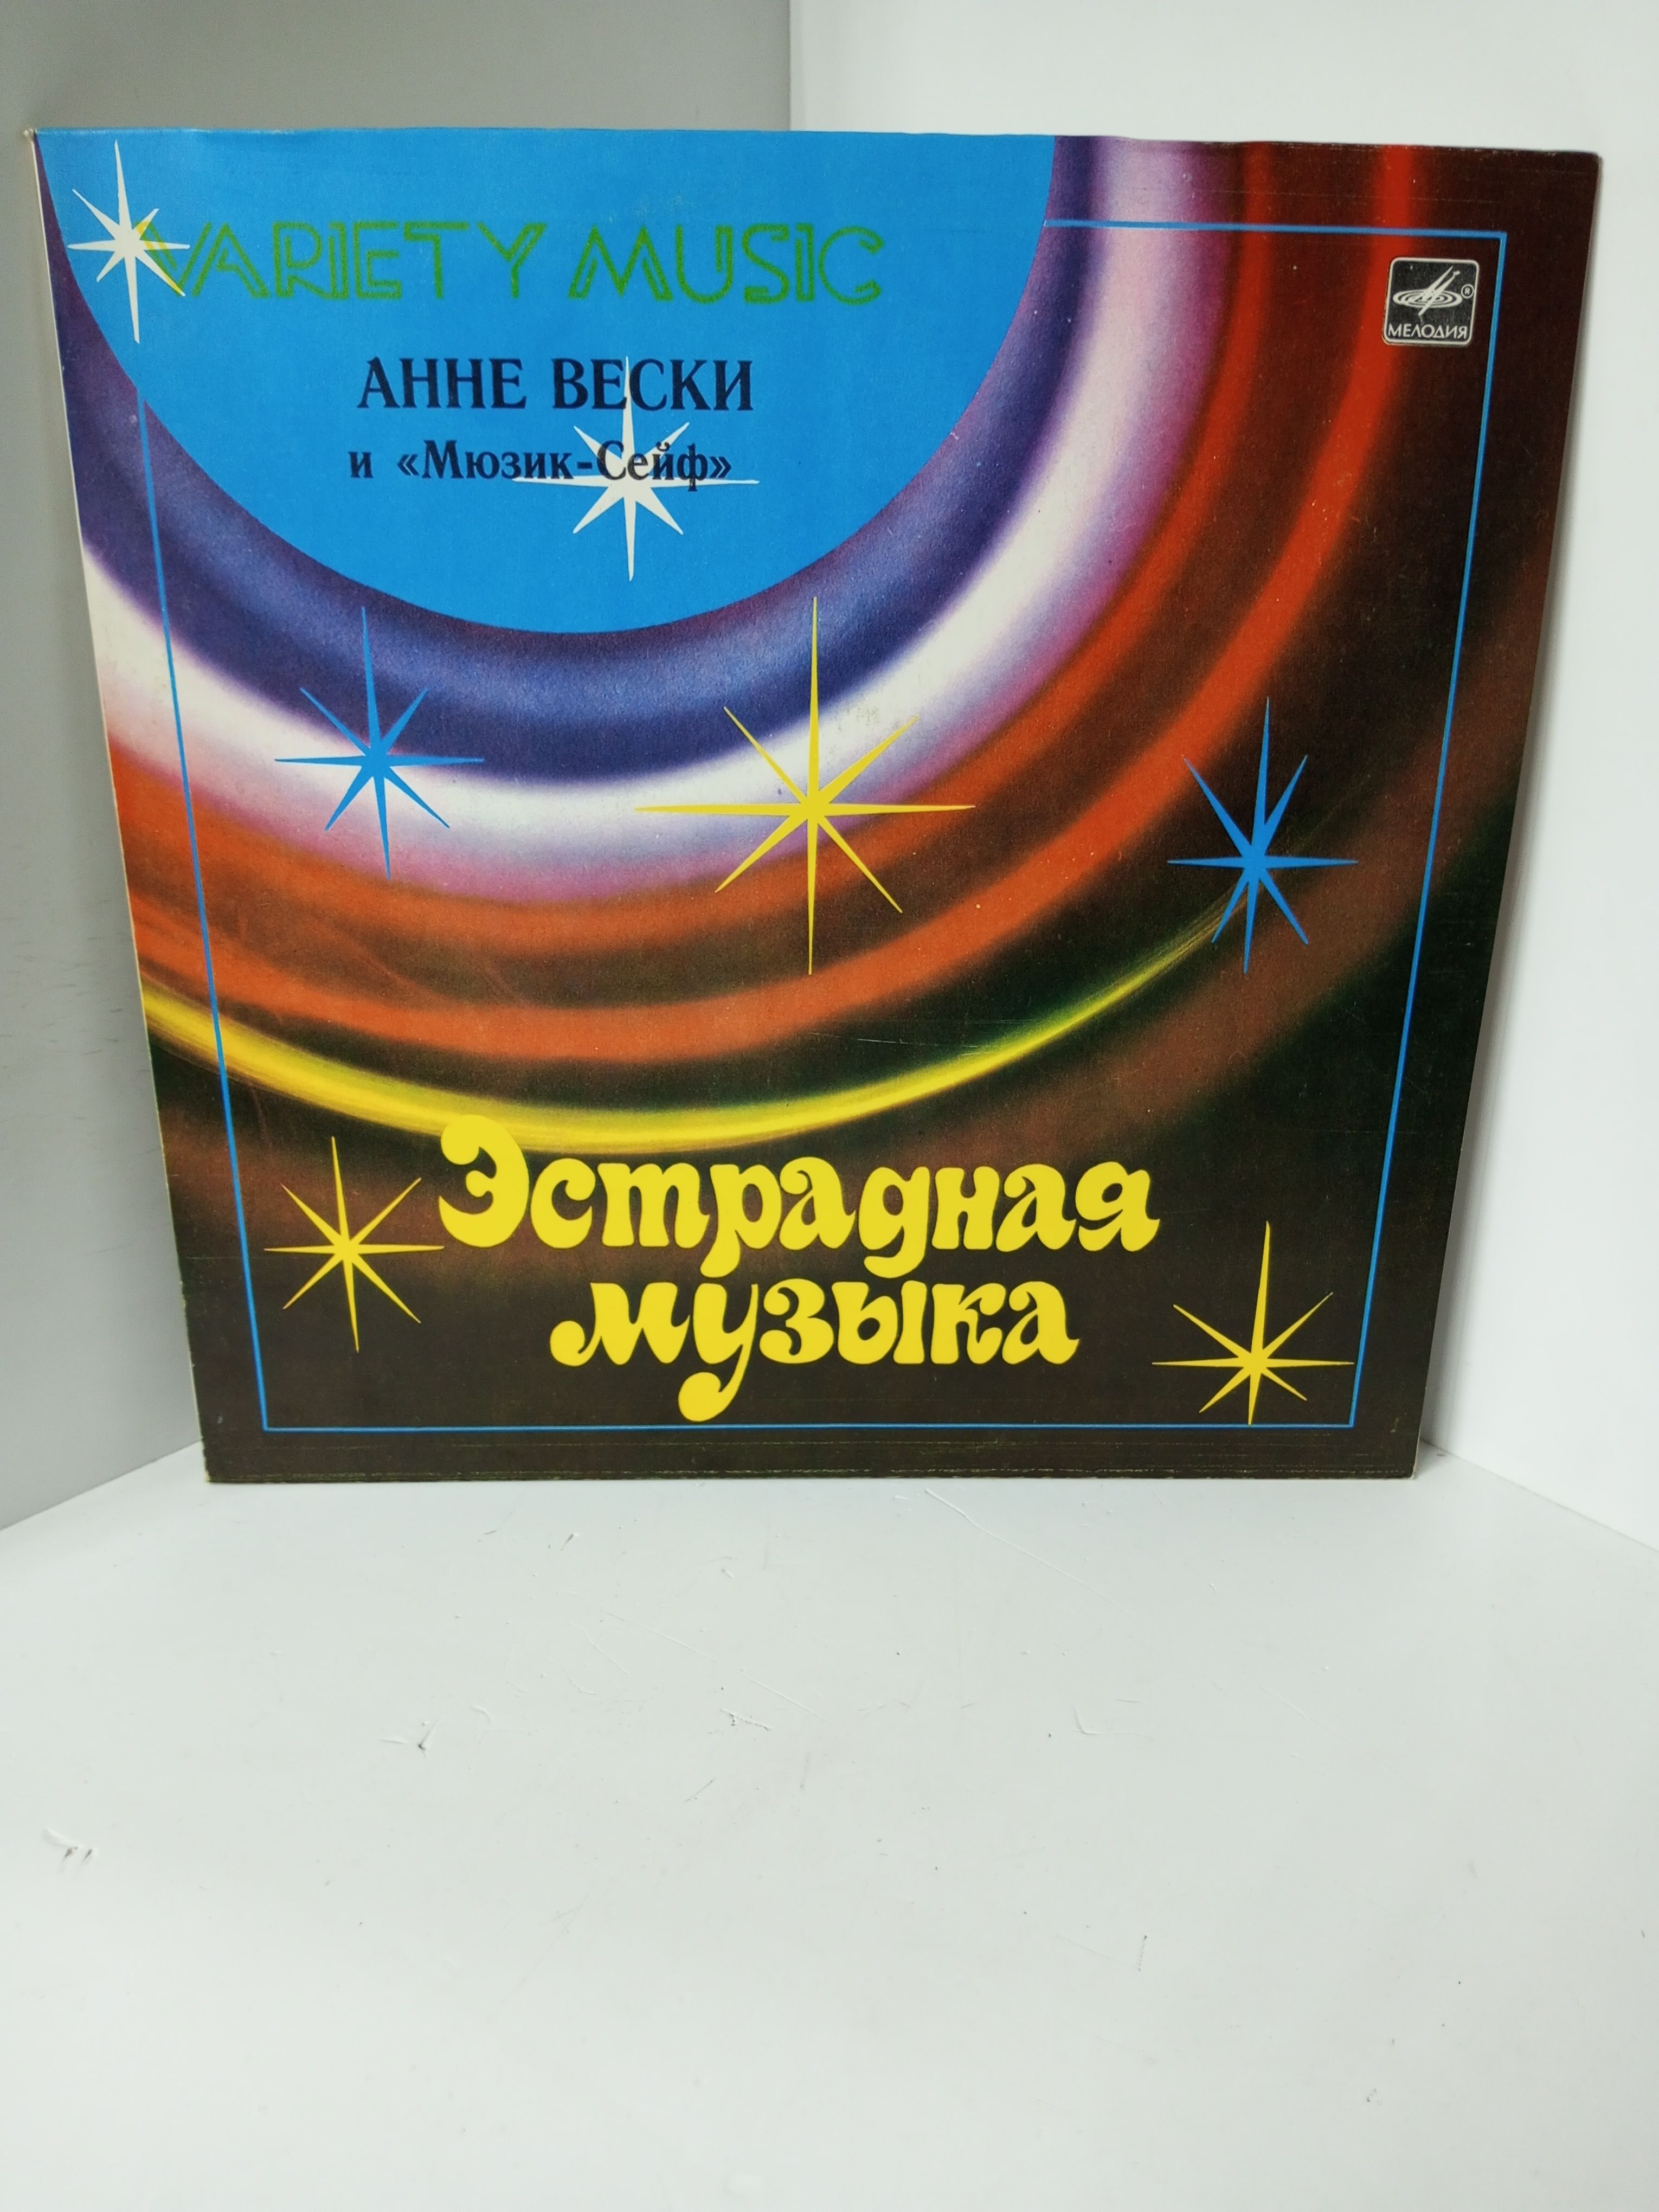 VARIETY MUSIC
АННЕ ВЕСКИ
и «Мюзик-Сейф»
МЕЛОДИЯ ®
Эстрадная
музыка